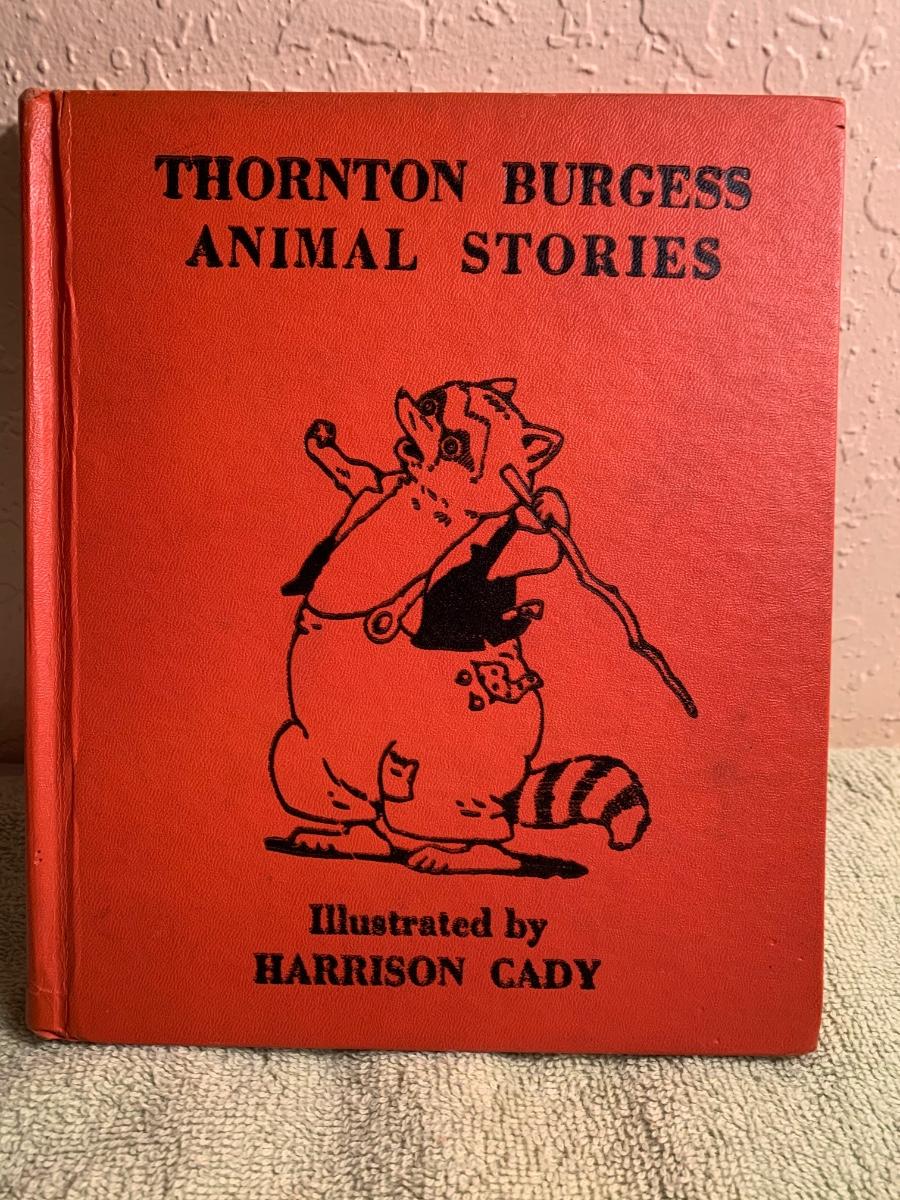 THORNTON BURGESS
ANIMAL STORIES
Illustrated by
HARRISON CADY